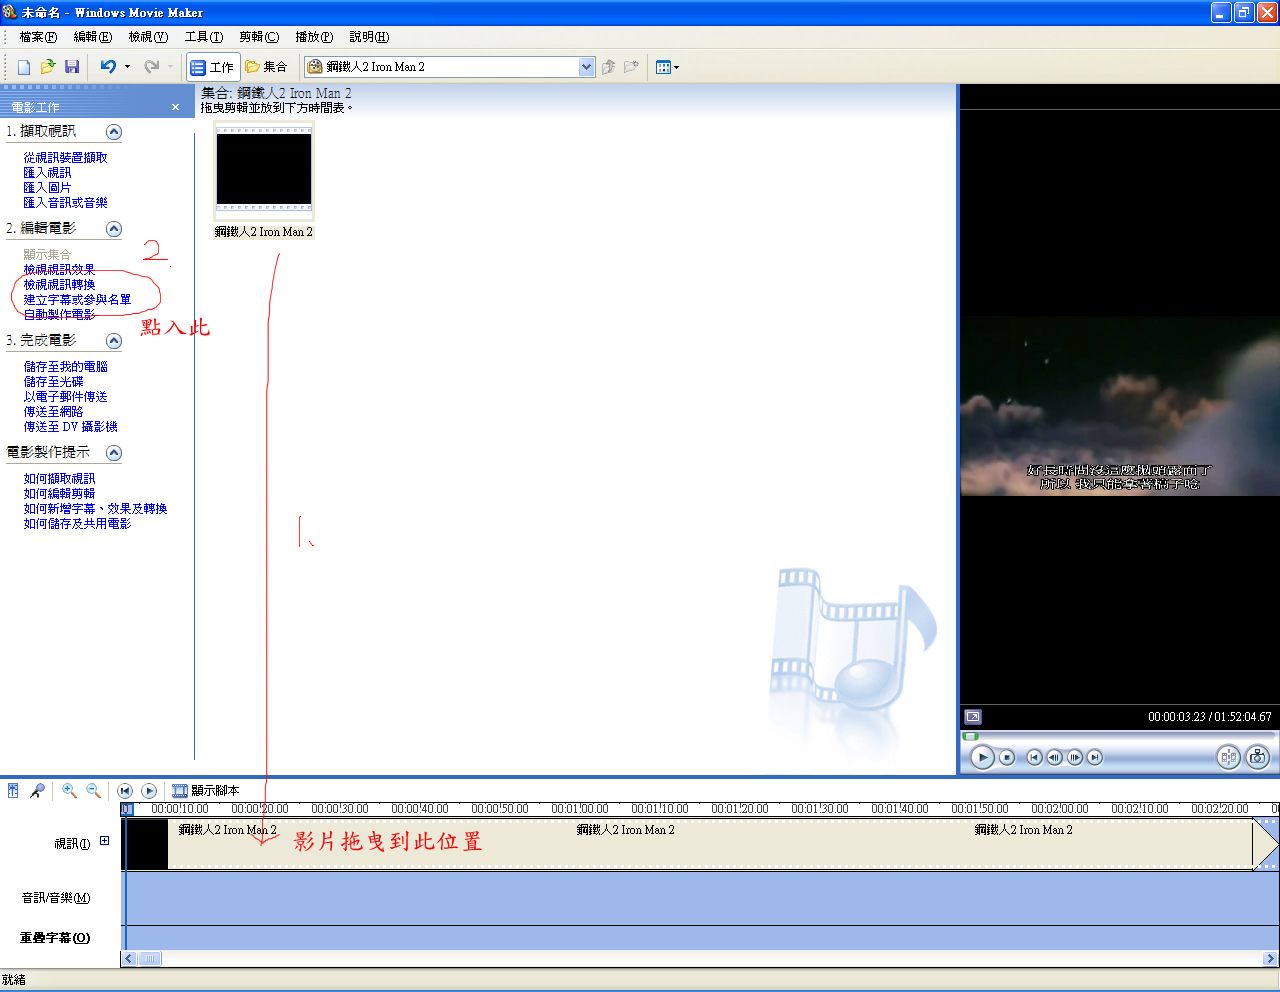 未命名 - Windows Movie Maker
檔案(F) 編輯(E) 檢視(V) 工具(T) 剪輯(C) 播放(P) 說明(H)
工作 集合 鋼鐵人2 Iron Man 2
電影工作
集合: 鋼鐵人2 Iron Man 2
拖曳剪輯並放到下方時間表。
1. 擷取視訊
從視訊裝置擷取
匯入視訊
匯入圖片
匯入音訊或音樂
鋼鐵人2 Iron Man 2
2. 編輯電影
2.
顯示集合
檢視視訊效果
檢視視訊轉換
建立字幕或參與名單
自動製作電影
點入此
3. 完成電影
儲存至我的電腦
儲存至光碟
以電子郵件傳送
傳送至網路
傳送至 DV 攝影機
電影製作提示
如何擷取視訊
如何編輯剪輯
如何新增字幕、效果及轉換
如何儲存及共用電影
1、
好長時間沒這麼拋頭露面了
所以 我只能拿著稿子唸
00:00:03.23 / 01:52:04.67
顯示腳本
00:00'10.00 00:00'20.00 00:00'30.00 00:00'40.00 00:00'50.00 00:01'00.00 00:01'10.00 00:01'20.00 00:01'30.00 00:01'40.00 00:01'50.00 00:02'00.00 00:02'10.00 00:02'20.00
視訊(I) 鋼鐵人2 Iron Man 2 鋼鐵人2 Iron Man 2 鋼鐵人2 Iron Man 2
影片拖曳到此位置
音訊/音樂(M)
重疊字幕(O)
就緒